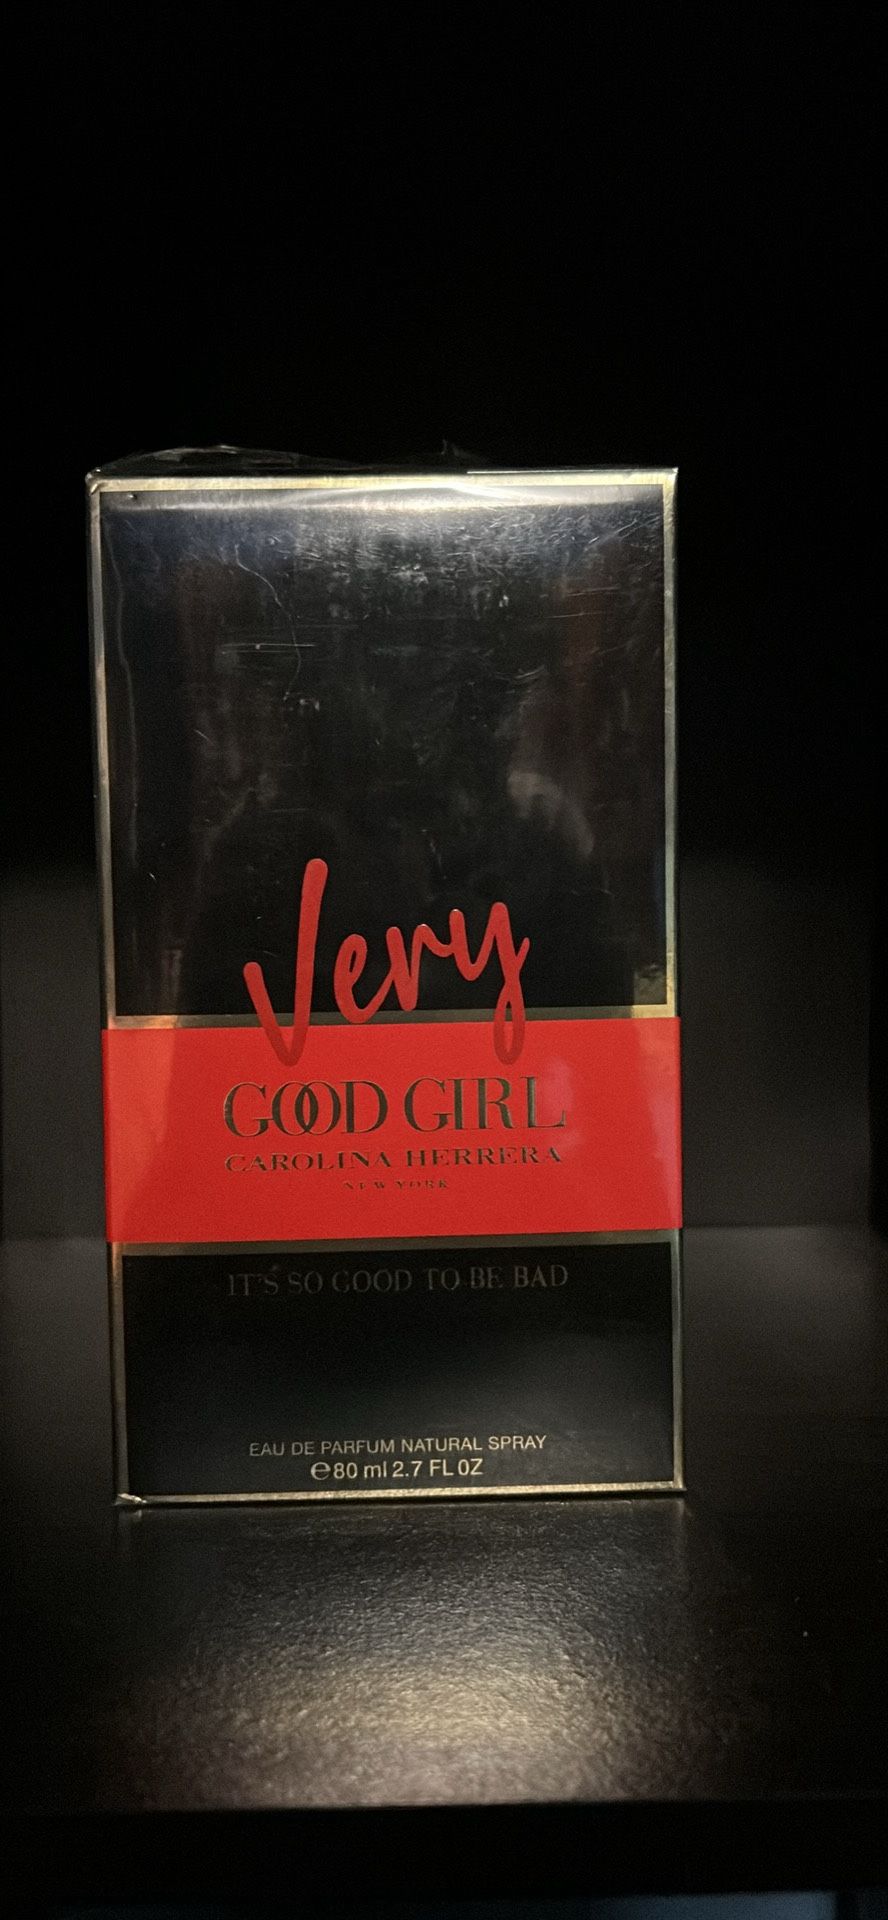 Very
GOOD GIRL
CAROLINA HERRERA
NEW YORK
IT'S SO GOOD TO BE BAD
EAU DE PARFUM NATURAL SPRAY
℮80 ml 2.7 FL OZ